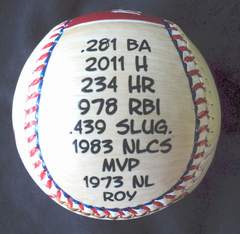 .281 BA
2011 H
234 HR
978 RBI
.439 SLUG.
1983 NLCS
MVP
1973 NL
ROY